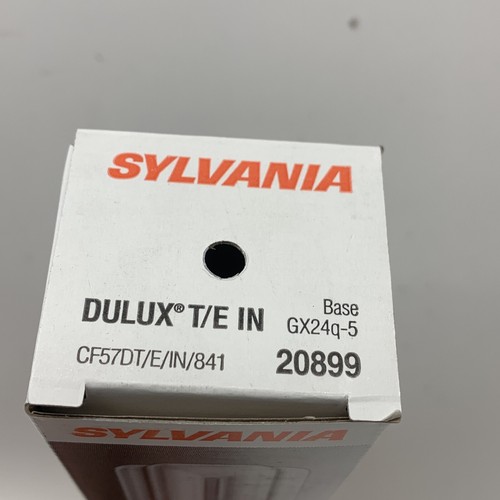 SYLVANIA
DULUX® T/E IN
Base
GX24q-5
CF57DT/E/IN/841
20899
SYLVANIA